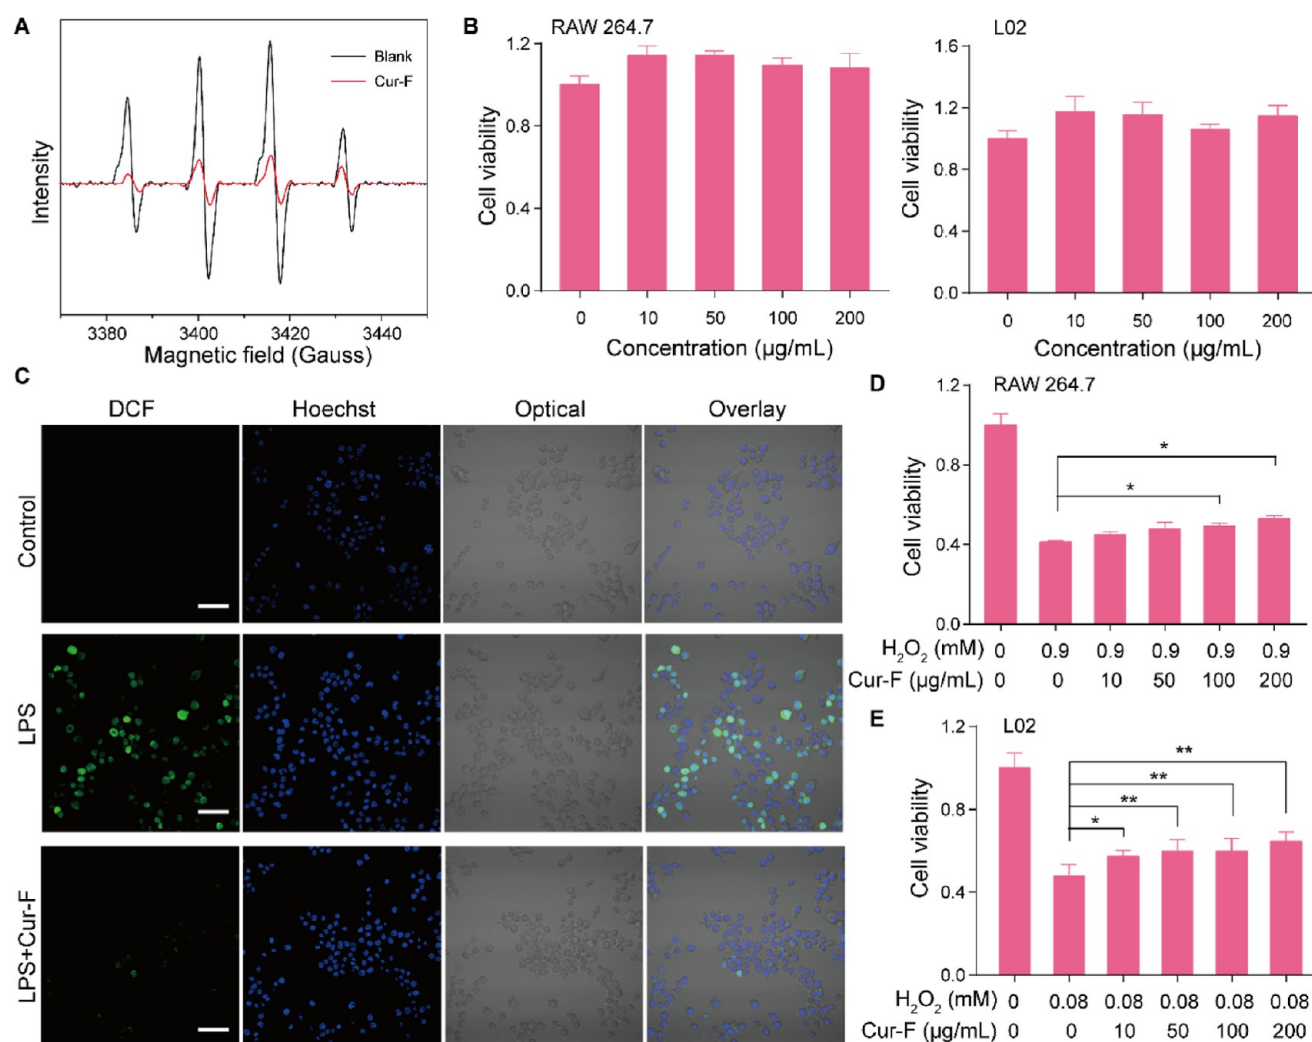 A
Blank
Cur-F
Intensity
3380 3400 3420 3440
Magnetic field (Gauss)
B
RAW 264.7
1.2
0.8
0.4
0.0
Cell viability
0 10 50 100 200
Concentration (µg/mL)
L02
1.6
1.2
0.8
0.4
0.0
Cell viability
0 10 50 100 200
Concentration (µg/mL)
C
DCF Hoechst Optical Overlay
Control
LPS
LPS+Cur-F
D
RAW 264.7
1.2
0.8
0.4
0.0
Cell viability
*
*
H₂O₂ (mM) 0 0.9 0.9 0.9 0.9 0.9
Cur-F (µg/mL) 0 0 10 50 100 200
E
L02
1.2
0.8
0.4
0.0
Cell viability
**
**
**
*
H₂O₂ (mM) 0 0.08 0.08 0.08 0.08 0.08
Cur-F (µg/mL) 0 0 10 50 100 200